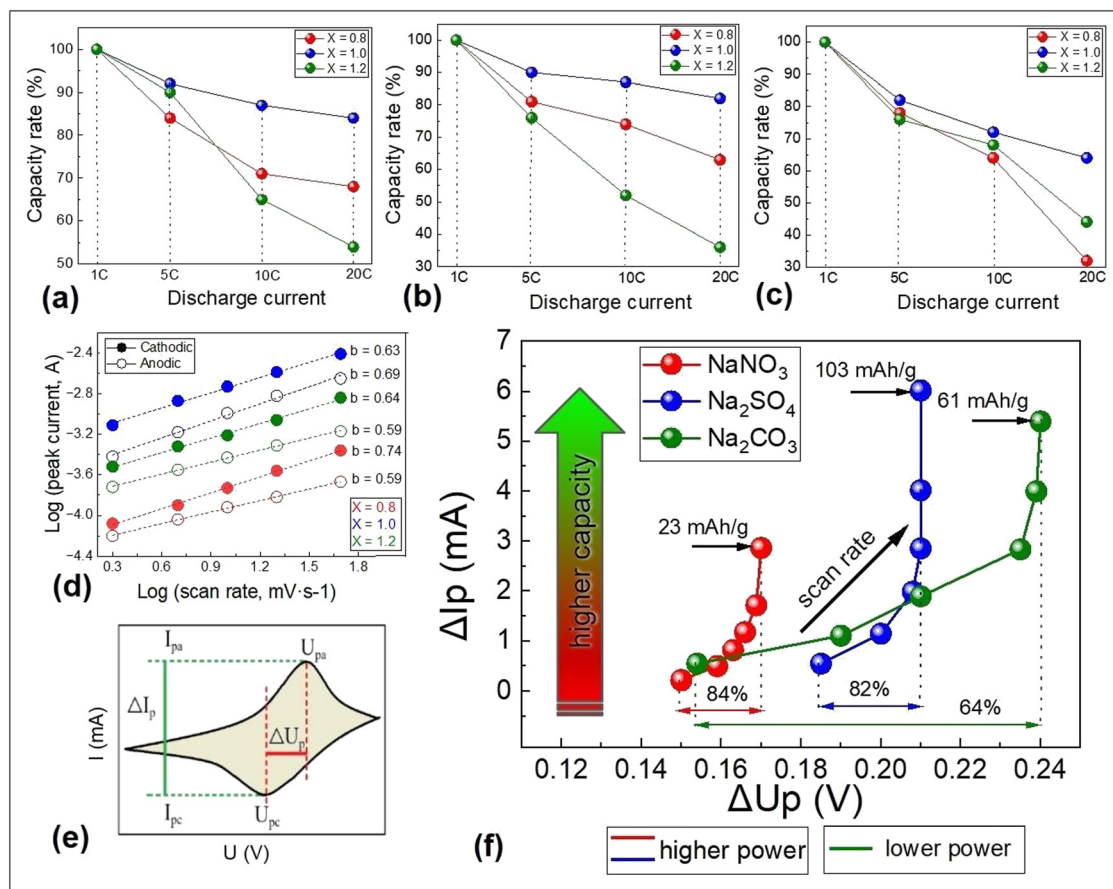 X = 0.8
X = 1.0
X = 1.2
100
90
80
70
60
50
Capacity rate (%)
1C 5C 10C 20C
Discharge current
(a)
X = 0.8
X = 1.0
X = 1.2
100
90
80
70
60
50
40
30
Capacity rate (%)
1C 5C 10C 20C
Discharge current
(b)
X = 0.8
X = 1.0
X = 1.2
100
90
80
70
60
50
40
30
Capacity rate (%)
1C 5C 10C 20C
Discharge current
(c)
Cathodic
Anodic
−2.4
−2.8
−3.2
−3.6
−4.0
−4.4
Log (peak current, A)
b = 0.63
b = 0.69
b = 0.64
b = 0.59
b = 0.74
b = 0.59
X = 0.8
X = 1.0
X = 1.2
0.3 0.6 0.9 1.2 1.5 1.8
Log (scan rate, mV·s-1)
(d)
I (mA)
Ipa
Upa
ΔIp
ΔUp
Ipc
Upc
U (V)
(e)
7
6
5
4
3
2
1
0
ΔIp (mA)
higher capacity
NaNO₃
Na₂SO₄
Na₂CO₃
103 mAh/g
61 mAh/g
23 mAh/g
scan rate
84%
82%
64%
0.12 0.14 0.16 0.18 0.20 0.22 0.24
ΔUp (V)
(f)
higher power
lower power